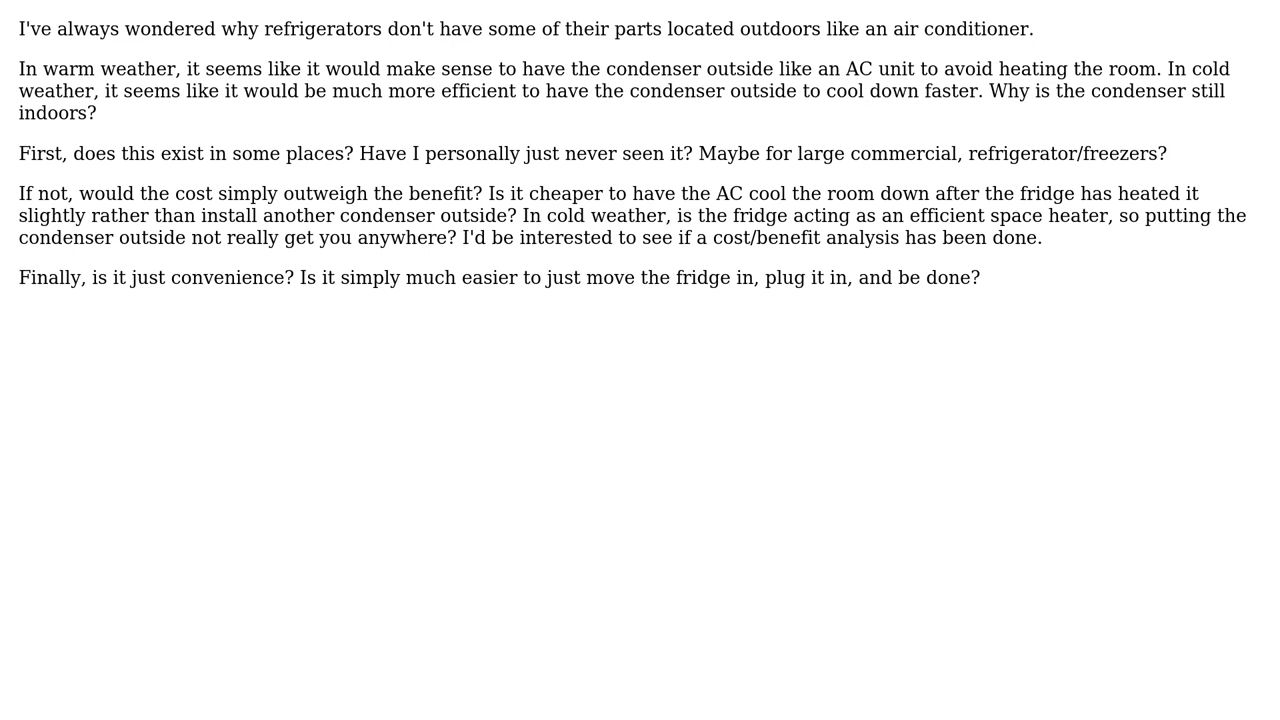 I've always wondered why refrigerators don't have some of their parts located outdoors like an air conditioner.
In warm weather, it seems like it would make sense to have the condenser outside like an AC unit to avoid heating the room. In cold
weather, it seems like it would be much more efficient to have the condenser outside to cool down faster. Why is the condenser still
indoors?
First, does this exist in some places? Have I personally just never seen it? Maybe for large commercial, refrigerator/freezers?
If not, would the cost simply outweigh the benefit? Is it cheaper to have the AC cool the room down after the fridge has heated it
slightly rather than install another condenser outside? In cold weather, is the fridge acting as an efficient space heater, so putting the
condenser outside not really get you anywhere? I'd be interested to see if a cost/benefit analysis has been done.
Finally, is it just convenience? Is it simply much easier to just move the fridge in, plug it in, and be done?